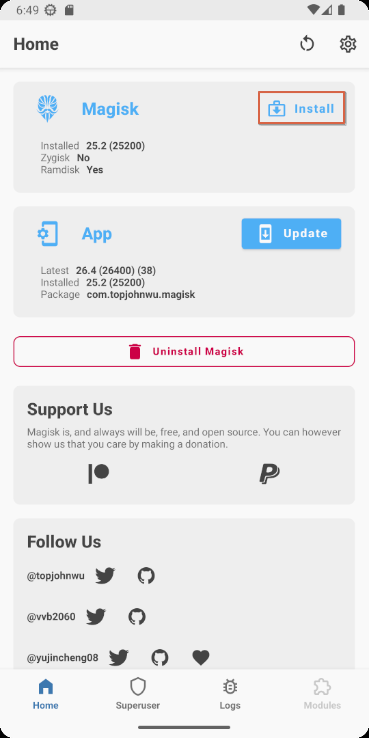 6:49
Home
Magisk
Install
Installed 25.2 (25200)
Zygisk No
Ramdisk Yes
App
Update
Latest 26.4 (26400) (38)
Installed 25.2 (25200)
Package com.topjohnwu.magisk
Uninstall Magisk
Support Us
Magisk is, and always will be, free, and open source. You can however
show us that you care by making a donation.
Follow Us
@topjohnwu
@vvb2060
@yujincheng08
Home Superuser Logs Modules